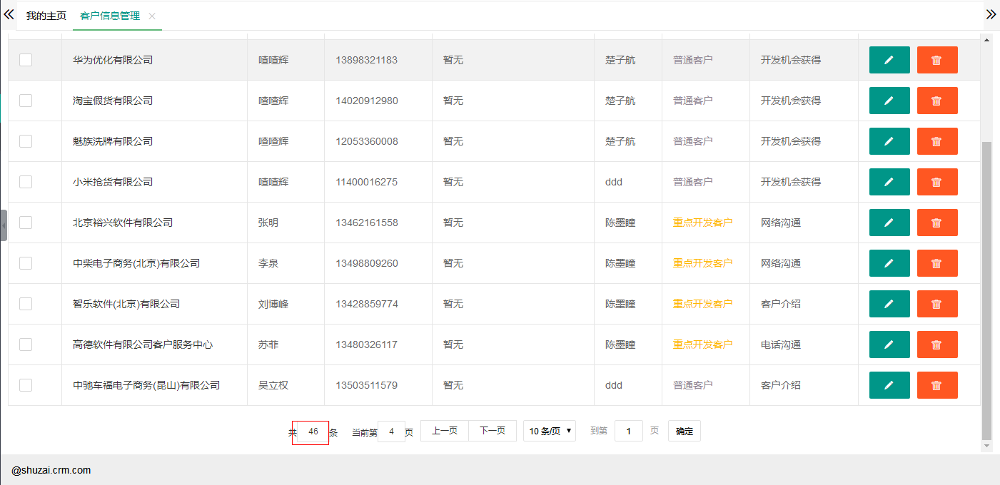 我的主页 客户信息管理
华为优化有限公司 喳喳辉 13898321183 暂无 楚子航 普通客户 开发机会获得
淘宝假货有限公司 喳喳辉 14020912980 暂无 楚子航 普通客户 开发机会获得
魅族洗牌有限公司 喳喳辉 12053360008 暂无 楚子航 普通客户 开发机会获得
小米抢货有限公司 喳喳辉 11400016275 暂无 ddd 普通客户 开发机会获得
北京裕兴软件有限公司 张明 13462161558 暂无 陈墨瞳 重点开发客户 网络沟通
中柴电子商务(北京)有限公司 李泉 13498809260 暂无 陈墨瞳 重点开发客户 网络沟通
智乐软件(北京)有限公司 刘博峰 13428859774 暂无 陈墨瞳 重点开发客户 客户介绍
高德软件有限公司客户服务中心 苏菲 13480326117 暂无 陈墨瞳 重点开发客户 电话沟通
中驰车福电子商务(昆山)有限公司 吴立权 13503511579 暂无 ddd 普通客户 客户介绍
共 46 条 当前第 4 页 上一页 下一页 10 条/页 到第 1 页 确定
@shuzai.crm.com